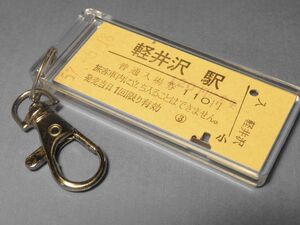 軽井沢駅
普通入場券
110円
旅客車内に立ち入ることはできません。
発売当日1回限り有効
③
入
軽井沢
小